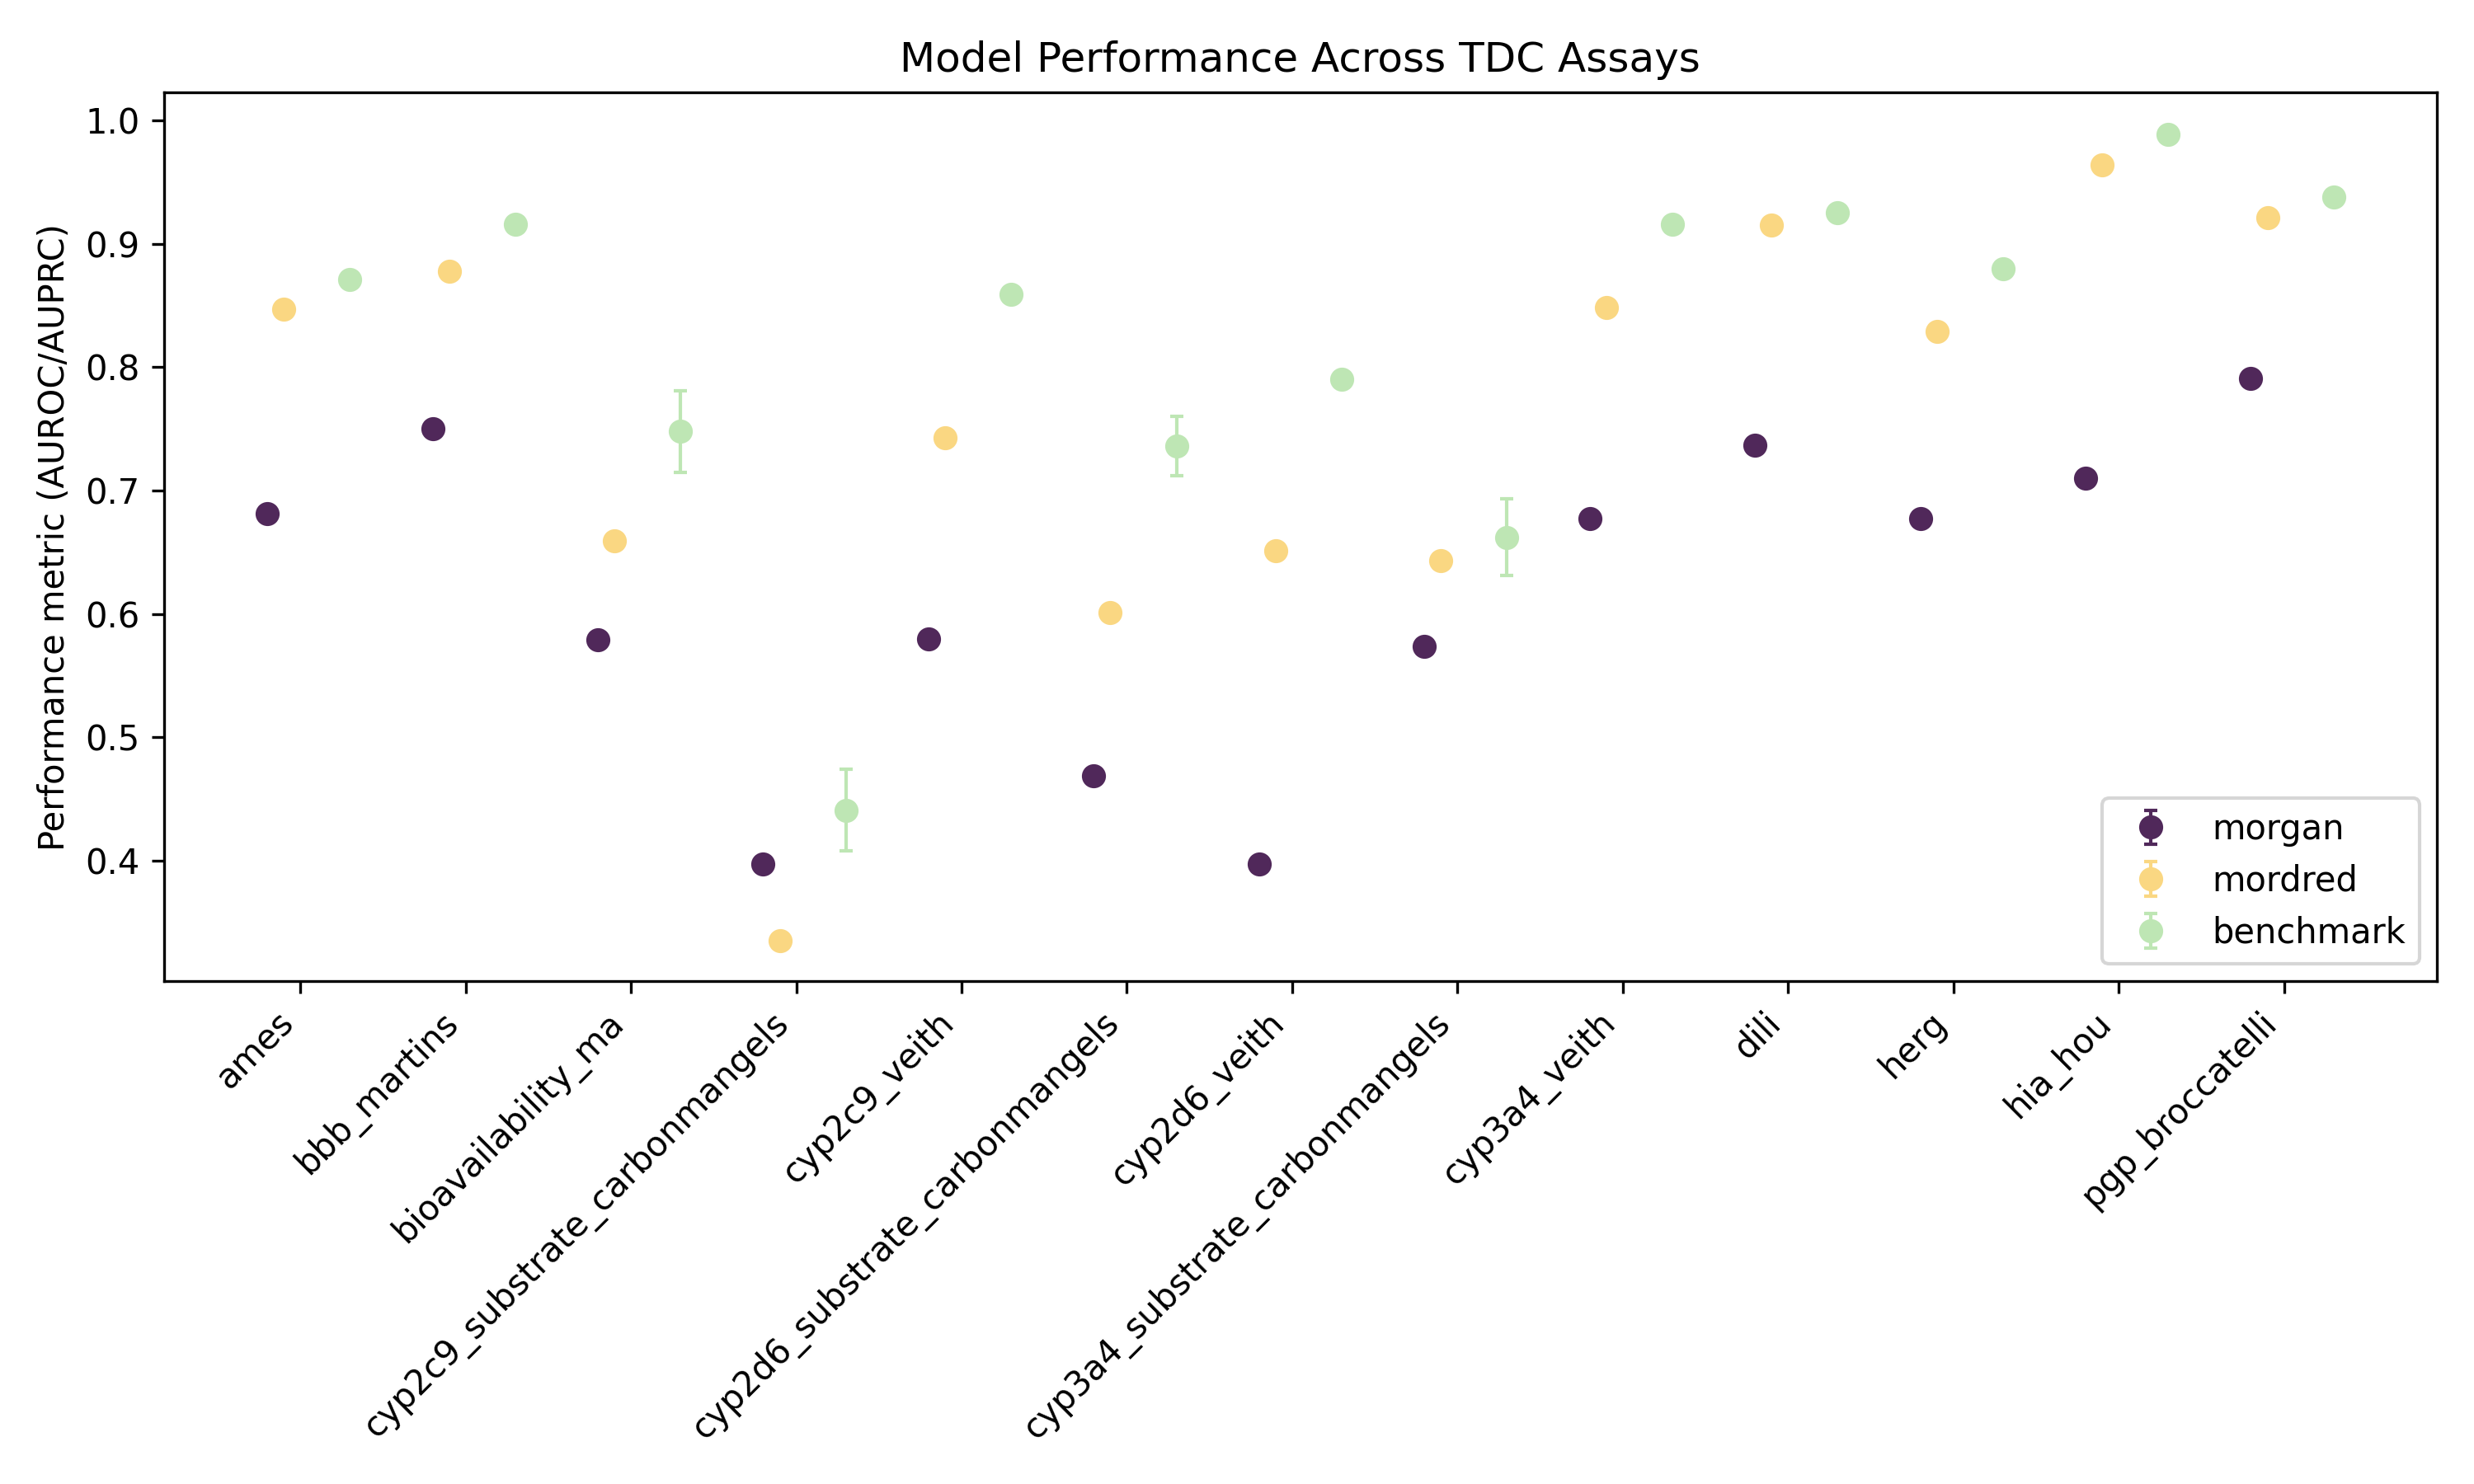 Model Performance Across TDC Assays
Performance metric (AUROC/AUPRC)
1.0
0.9
0.8
0.7
0.6
0.5
0.4
morgan
mordred
benchmark
ames
bbb_martins
bioavailability_ma
cyp2c9_substrate_carbonmangels
cyp2c9_veith
cyp2d6_substrate_carbonmangels
cyp2d6_veith
cyp3a4_substrate_carbonmangels
cyp3a4_veith
dili
herg
hia_hou
pgp_broccatelli